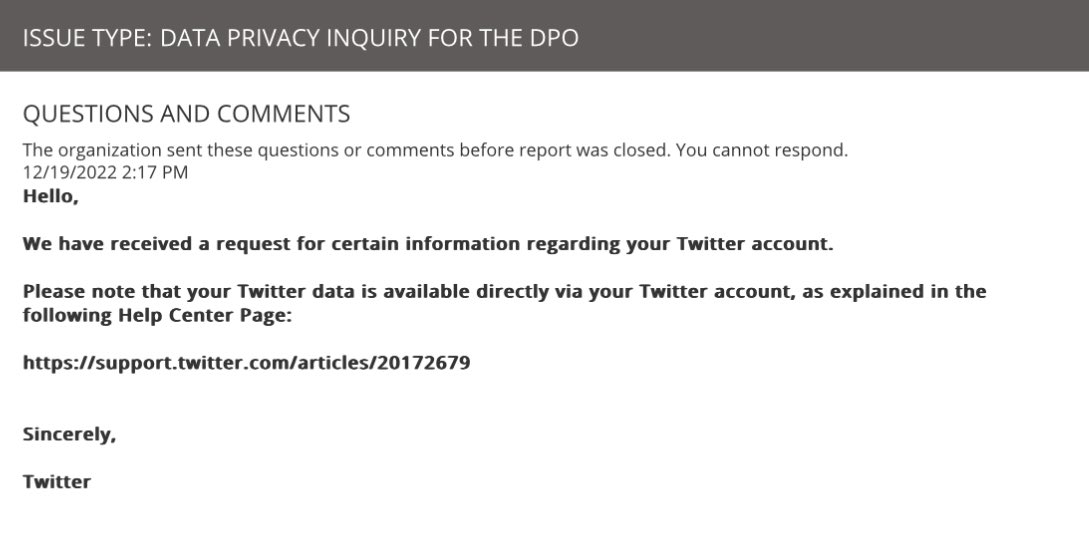 ISSUE TYPE: DATA PRIVACY INQUIRY FOR THE DPO
QUESTIONS AND COMMENTS
The organization sent these questions or comments before report was closed. You cannot respond.
12/19/2022 2:17 PM
Hello,
We have received a request for certain information regarding your Twitter account.
Please note that your Twitter data is available directly via your Twitter account, as explained in the
following Help Center Page:
https://support.twitter.com/articles/20172679
Sincerely,
Twitter